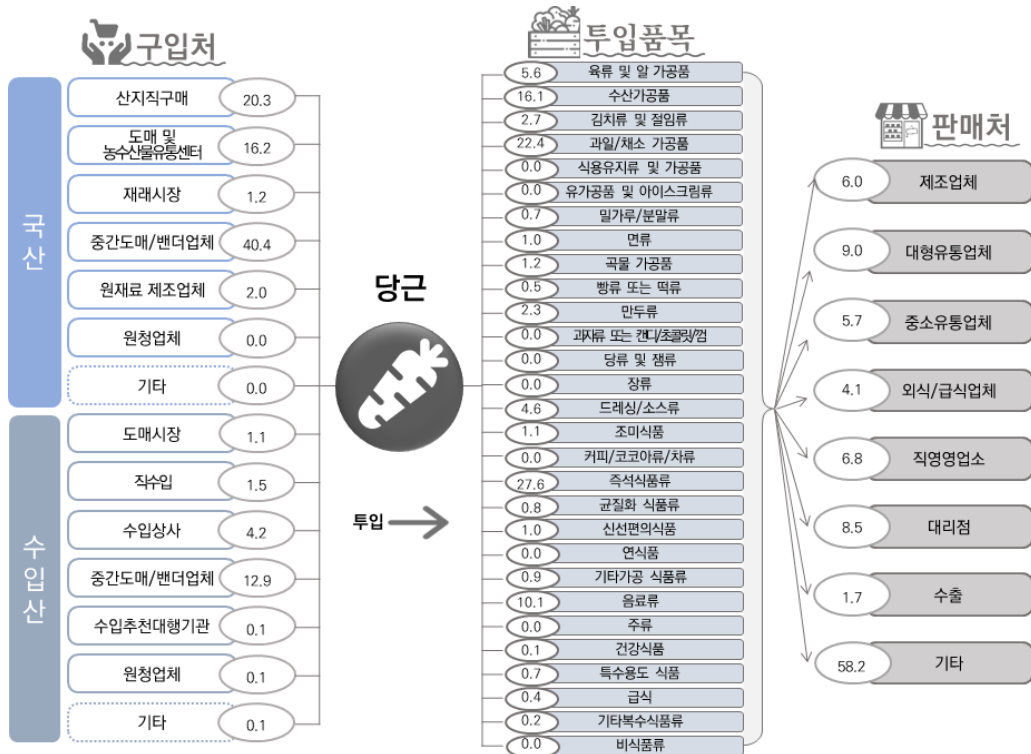 구입처
국산
산지직구매 20.3
도매 및
농수산물유통센터 16.2
재래시장 1.2
중간도매/밴더업체 40.4
원재료 제조업체 2.0
원청업체 0.0
기타 0.0
수입산
도매시장 1.1
직수입 1.5
수입상사 4.2
중간도매/밴더업체 12.9
수입추천대행기관 0.1
원청업체 0.1
기타 0.1
당근
투입
투입품목
5.6 육류 및 알 가공품
16.1 수산가공품
2.7 김치류 및 절임류
22.4 과일/채소 가공품
0.0 식용유지류 및 가공품
0.0 유가공품 및 아이스크림류
0.7 밀가루/분말류
1.0 면류
1.2 곡물 가공품
0.5 빵류 또는 떡류
2.3 만두류
0.0 과자류 또는 캔디/초콜릿/껌
0.0 당류 및 잼류
0.0 장류
4.6 드레싱/소스류
1.1 조미식품
0.0 커피/코코아류/차류
27.6 즉석식품류
0.8 균질화 식품류
1.0 신선편의식품
0.0 연식품
0.9 기타가공 식품류
10.1 음료류
0.0 주류
0.1 건강식품
0.7 특수용도 식품
0.4 급식
0.2 기타복수식품류
0.0 비식품류
판매처
6.0 제조업체
9.0 대형유통업체
5.7 중소유통업체
4.1 외식/급식업체
6.8 직영영업소
8.5 대리점
1.7 수출
58.2 기타